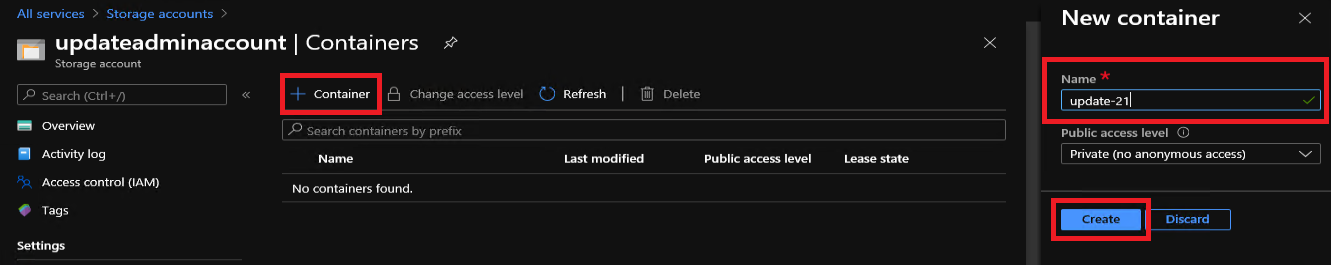 All services > Storage accounts >
updateadminaccount | Containers
Storage account
Search (Ctrl+/)
«
Overview
Activity log
Access control (IAM)
Tags
Settings
+ Container
Change access level
Refresh
|
Delete
Search containers by prefix
Name Last modified Public access level Lease state
No containers found.
New container
Name *
update-21
Public access level
Private (no anonymous access)
Create Discard